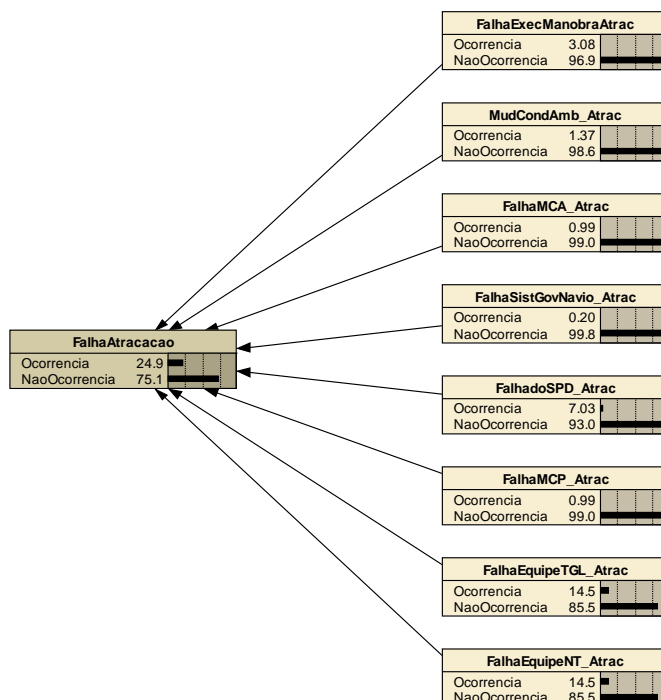 FalhaExecManobraAtrac
Ocorrencia 3.08
NaoOcorrencia 96.9
MudCondAmb_Atrac
Ocorrencia 1.37
NaoOcorrencia 98.6
FalhaMCA_Atrac
Ocorrencia 0.99
NaoOcorrencia 99.0
FalhaSistGovNavio_Atrac
Ocorrencia 0.20
NaoOcorrencia 99.8
FalhaAtracacao
Ocorrencia 24.9
NaoOcorrencia 75.1
FalhadoSPD_Atrac
Ocorrencia 7.03
NaoOcorrencia 93.0
FalhaMCP_Atrac
Ocorrencia 0.99
NaoOcorrencia 99.0
FalhaEquipeTGL_Atrac
Ocorrencia 14.5
NaoOcorrencia 85.5
FalhaEquipeNT_Atrac
Ocorrencia 14.5
NaoOcorrencia 85.5